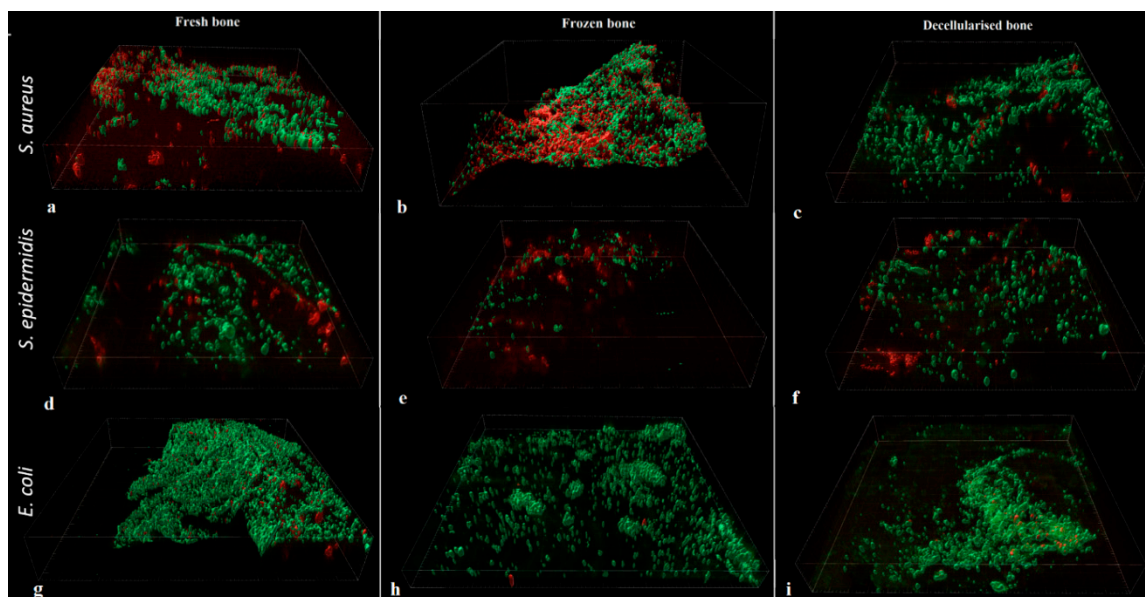 Fresh bone
Frozen bone
Decellularised bone
S. aureus
a
b
c
S. epidermidis
d
e
f
E. coli
g
h
i